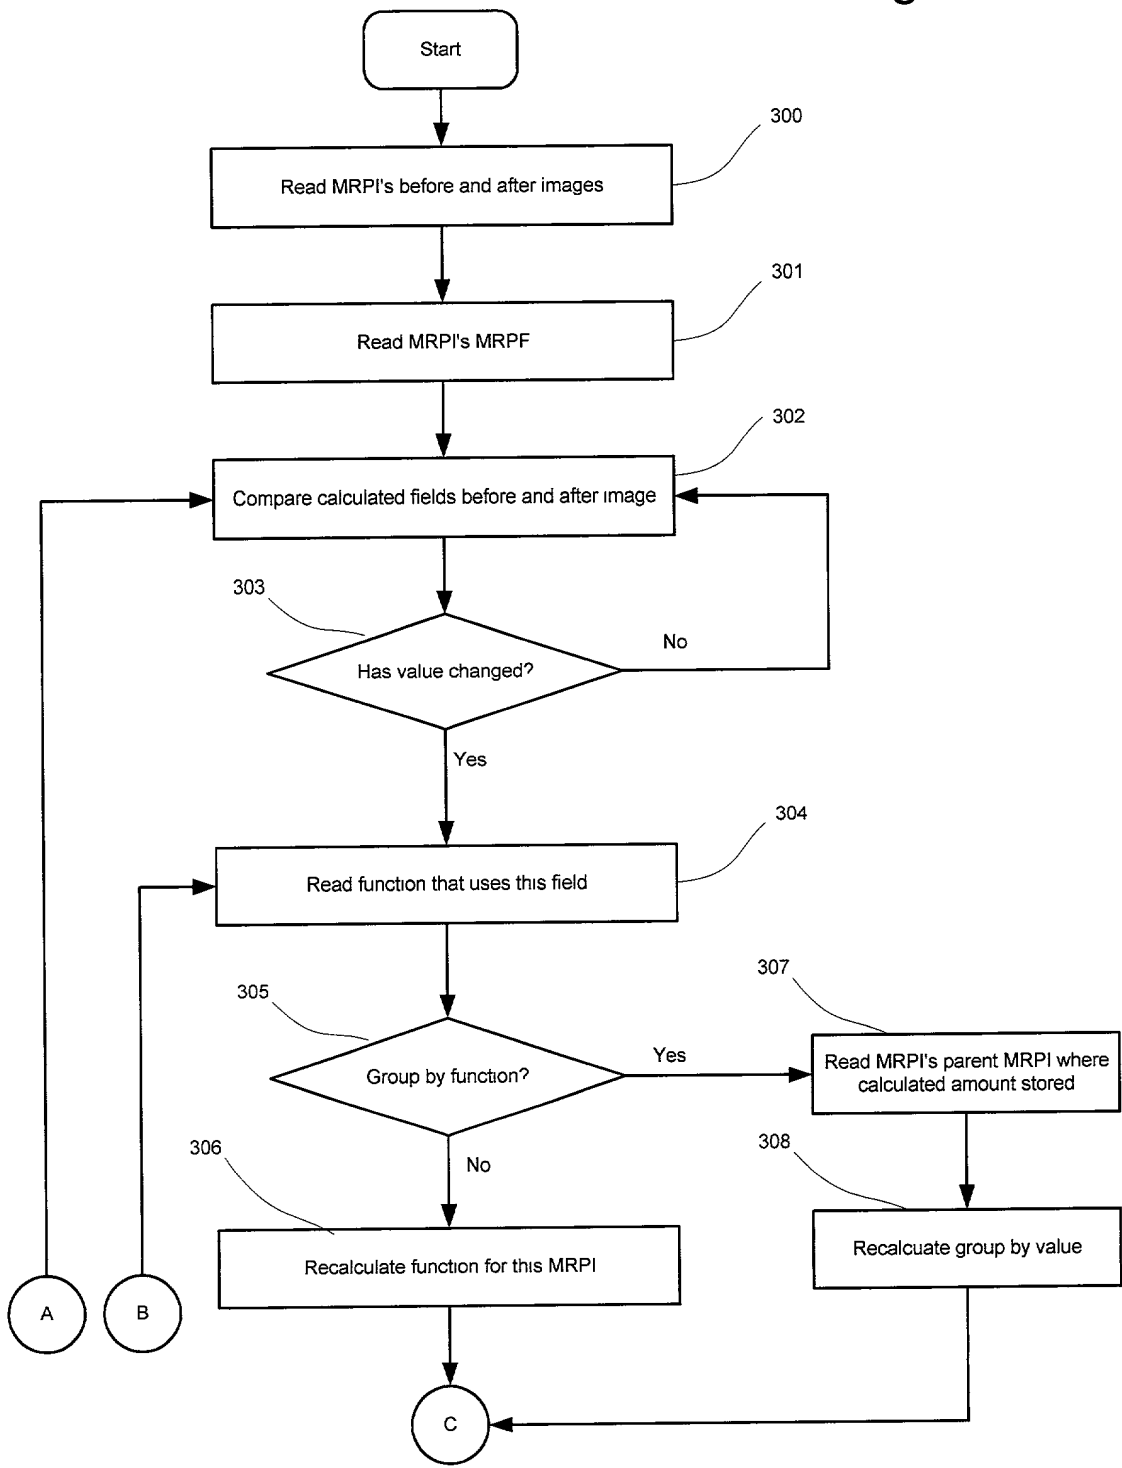 Start
300
Read MRPI's before and after images
301
Read MRPI's MRPF
302
Compare calculated fields before and after image
303
Has value changed?
No
Yes
304
Read function that uses this field
305
Group by function?
Yes
307
Read MRPI's parent MRPI where
calculated amount stored
306
No
308
Recalculate function for this MRPI
Recalcuate group by value
A
B
C